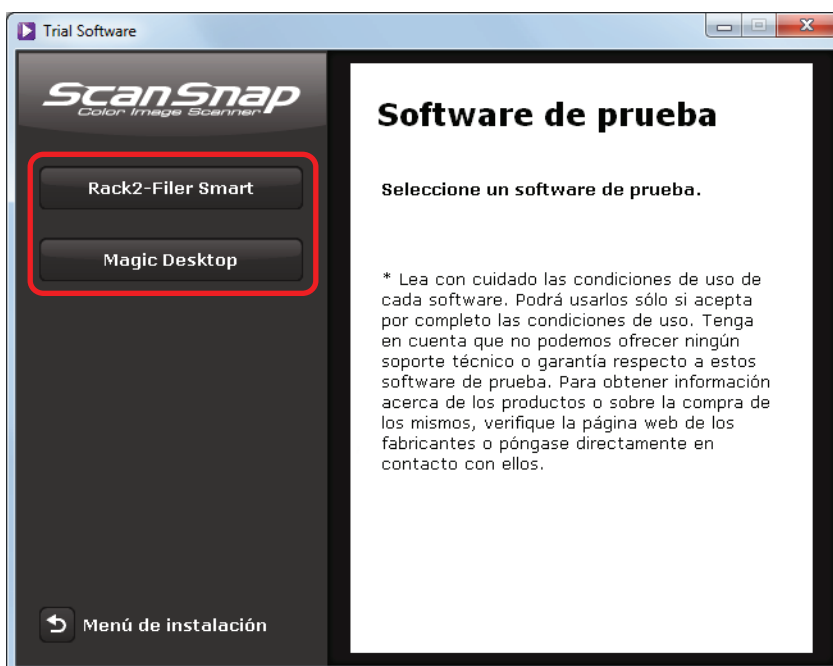 Trial Software
ScanSnap
Color Image Scanner
Rack2-Filer Smart
Magic Desktop
Menú de instalación
Software de prueba
Seleccione un software de prueba.
* Lea con cuidado las condiciones de uso de
cada software. Podrá usarlos sólo si acepta
por completo las condiciones de uso. Tenga
en cuenta que no podemos ofrecer ningún
soporte técnico o garantía respecto a estos
software de prueba. Para obtener información
acerca de los productos o sobre la compra de
los mismos, verifique la página web de los
fabricantes o póngase directamente en
contacto con ellos.